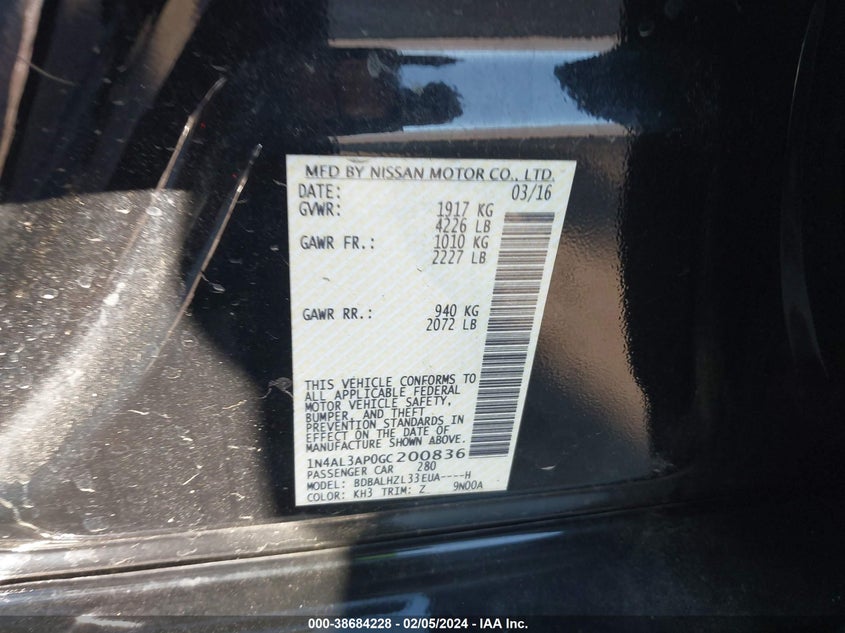 MFD BY NISSAN MOTOR CO., LTD.
DATE: 03/16
GVWR: 1917 KG
4226 LB
GAWR FR.: 1010 KG
2227 LB
GAWR RR.: 940 KG
2072 LB
THIS VEHICLE CONFORMS TO
ALL APPLICABLE FEDERAL
MOTOR VEHICLE SAFETY,
BUMPER, AND THEFT
PREVENTION STANDARDS IN
EFFECT ON THE DATE OF
MANUFACTURE SHOWN ABOVE.
1N4AL3AP0GC200836
PASSENGER CAR 280
MODEL: BDBALHZL33EUA----H
COLOR: KH3 TRIM: Z 9N00A
000-38684228 - 02/05/2024 - IAA Inc.